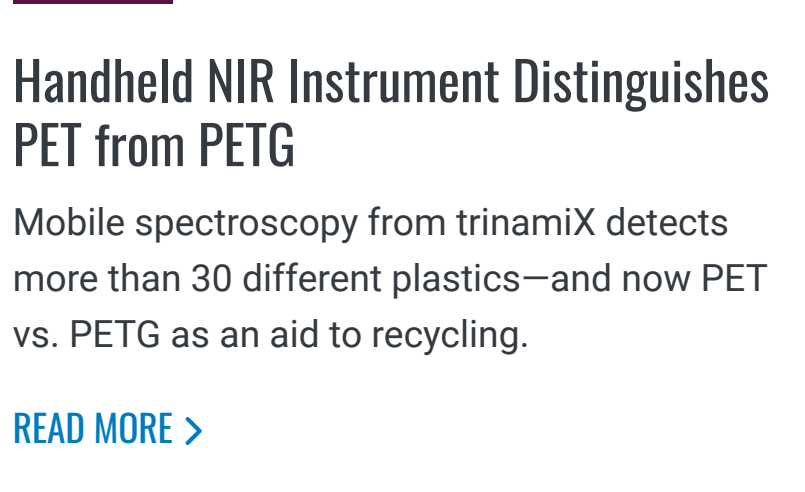 Handheld NIR Instrument Distinguishes
PET from PETG
Mobile spectroscopy from trinamiX detects
more than 30 different plastics—and now PET
vs. PETG as an aid to recycling.
READ MORE >